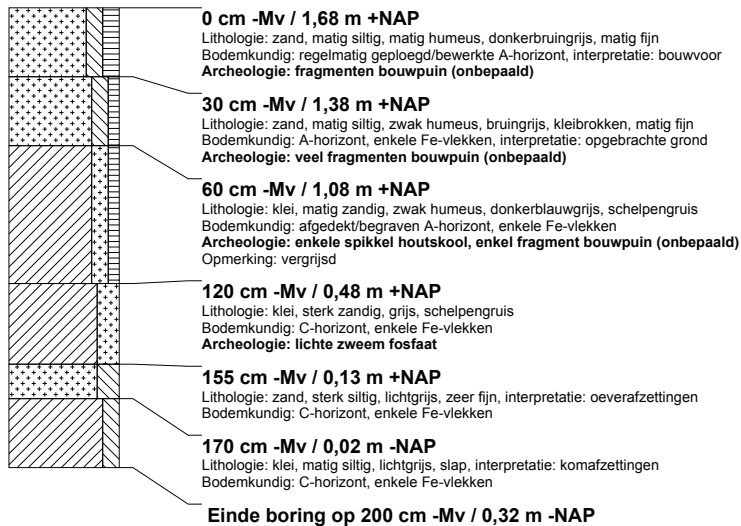 0 cm -Mv / 1,68 m +NAP
Lithologie: zand, matig siltig, matig humeus, donkerbruingrijs, matig fijn
Bodemkundig: regelmatig geploegd/bewerkte A-horizont, interpretatie: bouwvoor
Archeologie: fragmenten bouwpuin (onbepaald)
30 cm -Mv / 1,38 m +NAP
Lithologie: zand, matig siltig, zwak humeus, bruingrijs, kleibrokken, matig fijn
Bodemkundig: A-horizont, enkele Fe-vlekken, interpretatie: opgebrachte grond
Archeologie: veel fragmenten bouwpuin (onbepaald)
60 cm -Mv / 1,08 m +NAP
Lithologie: klei, matig zandig, zwak humeus, donkerblauwgrijs, schelpengruis
Bodemkundig: afgedekt/begraven A-horizont, enkele Fe-vlekken
Archeologie: enkele spikkel houtskool, enkel fragment bouwpuin (onbepaald)
Opmerking: vergrijsd
120 cm -Mv / 0,48 m +NAP
Lithologie: klei, sterk zandig, grijs, schelpengruis
Bodemkundig: C-horizont, enkele Fe-vlekken
Archeologie: lichte zweem fosfaat
155 cm -Mv / 0,13 m +NAP
Lithologie: zand, sterk siltig, lichtgrijs, zeer fijn, interpretatie: oeverafzettingen
Bodemkundig: C-horizont, enkele Fe-vlekken
170 cm -Mv / 0,02 m -NAP
Lithologie: klei, matig siltig, lichtgrijs, slap, interpretatie: komafzettingen
Bodemkundig: C-horizont, enkele Fe-vlekken
Einde boring op 200 cm -Mv / 0,32 m -NAP